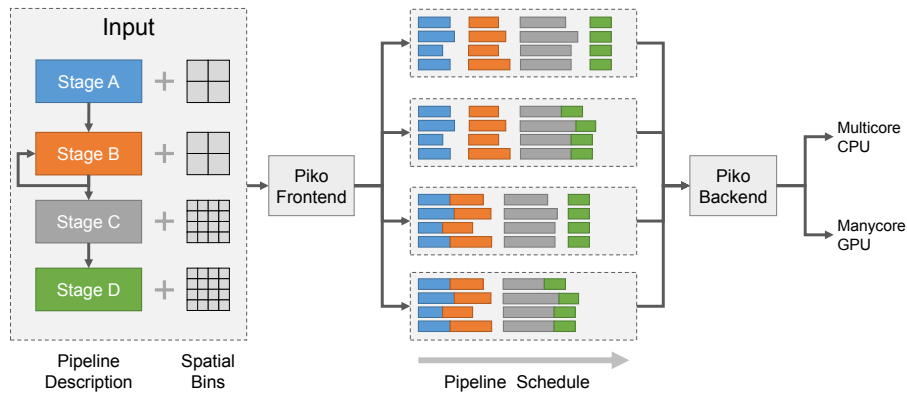 Input
Stage A
Stage B
Stage C
Stage D
Pipeline
Description
Spatial
Bins
Piko
Frontend
Pipeline Schedule
Piko
Backend
Multicore
CPU
Manycore
GPU